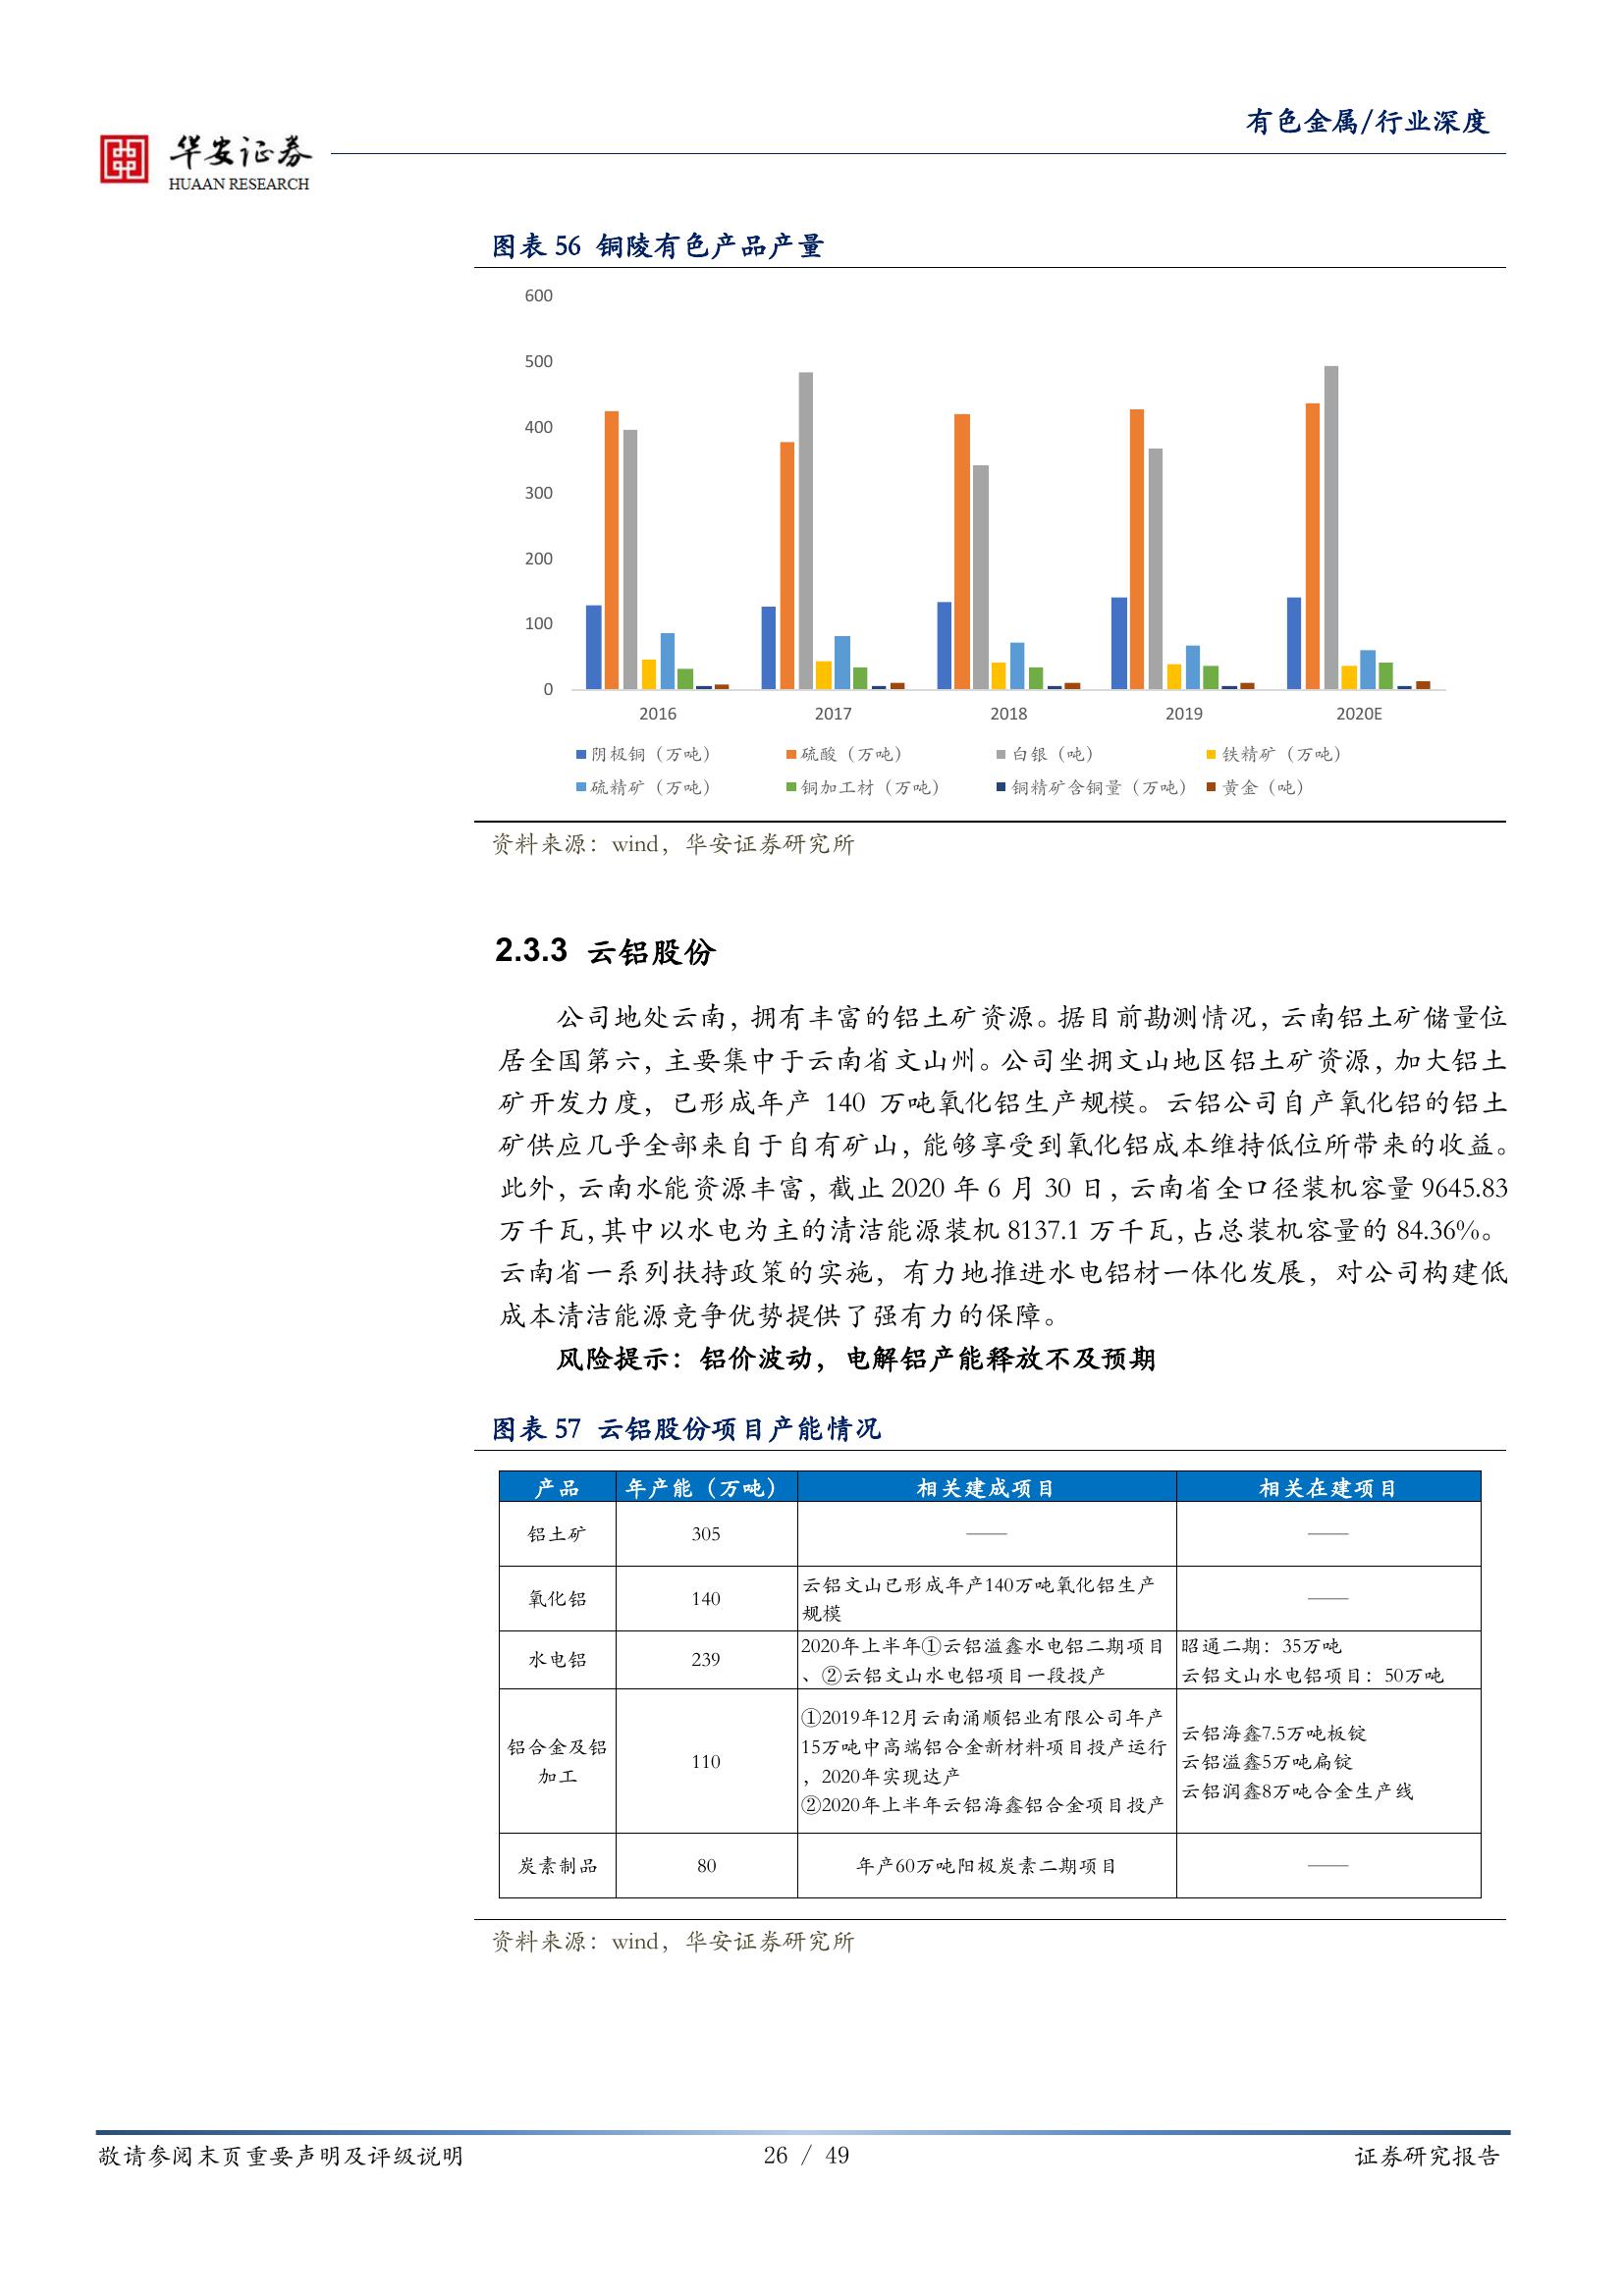 有色金属/行业深度
华安证券
HUAAN RESEARCH
图表 56 铜陵有色产品产量
600
500
400
300
200
100
0
2016 2017 2018 2019 2020E
阴极铜（万吨） 硫酸（万吨） 白银（吨） 铁精矿（万吨）
硫精矿（万吨） 铜加工材（万吨） 铜精矿含铜量（万吨） 黄金（吨）
资料来源：wind，华安证券研究所
2.3.3 云铝股份
公司地处云南，拥有丰富的铝土矿资源。据目前勘测情况，云南铝土矿储量位
居全国第六，主要集中于云南省文山州。公司坐拥文山地区铝土矿资源，加大铝土
矿开发力度，已形成年产 140 万吨氧化铝生产规模。云铝公司自产氧化铝的铝土
矿供应几乎全部来自于自有矿山，能够享受到氧化铝成本维持低位所带来的收益。
此外，云南水能资源丰富，截止 2020 年 6 月 30 日，云南省全口径装机容量 9645.83
万千瓦，其中以水电为主的清洁能源装机 8137.1 万千瓦，占总装机容量的 84.36%。
云南省一系列扶持政策的实施，有力地推进水电铝材一体化发展，对公司构建低
成本清洁能源竞争优势提供了强有力的保障。
风险提示：铝价波动，电解铝产能释放不及预期
图表 57 云铝股份项目产能情况
产品 年产能（万吨） 相关建成项目 相关在建项目
铝土矿 305 —— ——
氧化铝 140 云铝文山已形成年产140万吨氧化铝生产
规模 ——
水电铝 239 2020年上半年①云铝溢鑫水电铝二期项目
、②云铝文山水电铝项目一段投产
昭通二期：35万吨
云铝文山水电铝项目：50万吨
铝合金及铝
加工
110
①2019年12月云南涌顺铝业有限公司年产
15万吨中高端铝合金新材料项目投产运行
，2020年实现达产
②2020年上半年云铝海鑫铝合金项目投产
云铝海鑫7.5万吨板锭
云铝溢鑫5万吨扁锭
云铝润鑫8万吨合金生产线
炭素制品 80 年产60万吨阳极炭素二期项目 ——
资料来源：wind，华安证券研究所
敬请参阅末页重要声明及评级说明 26 / 49 证券研究报告